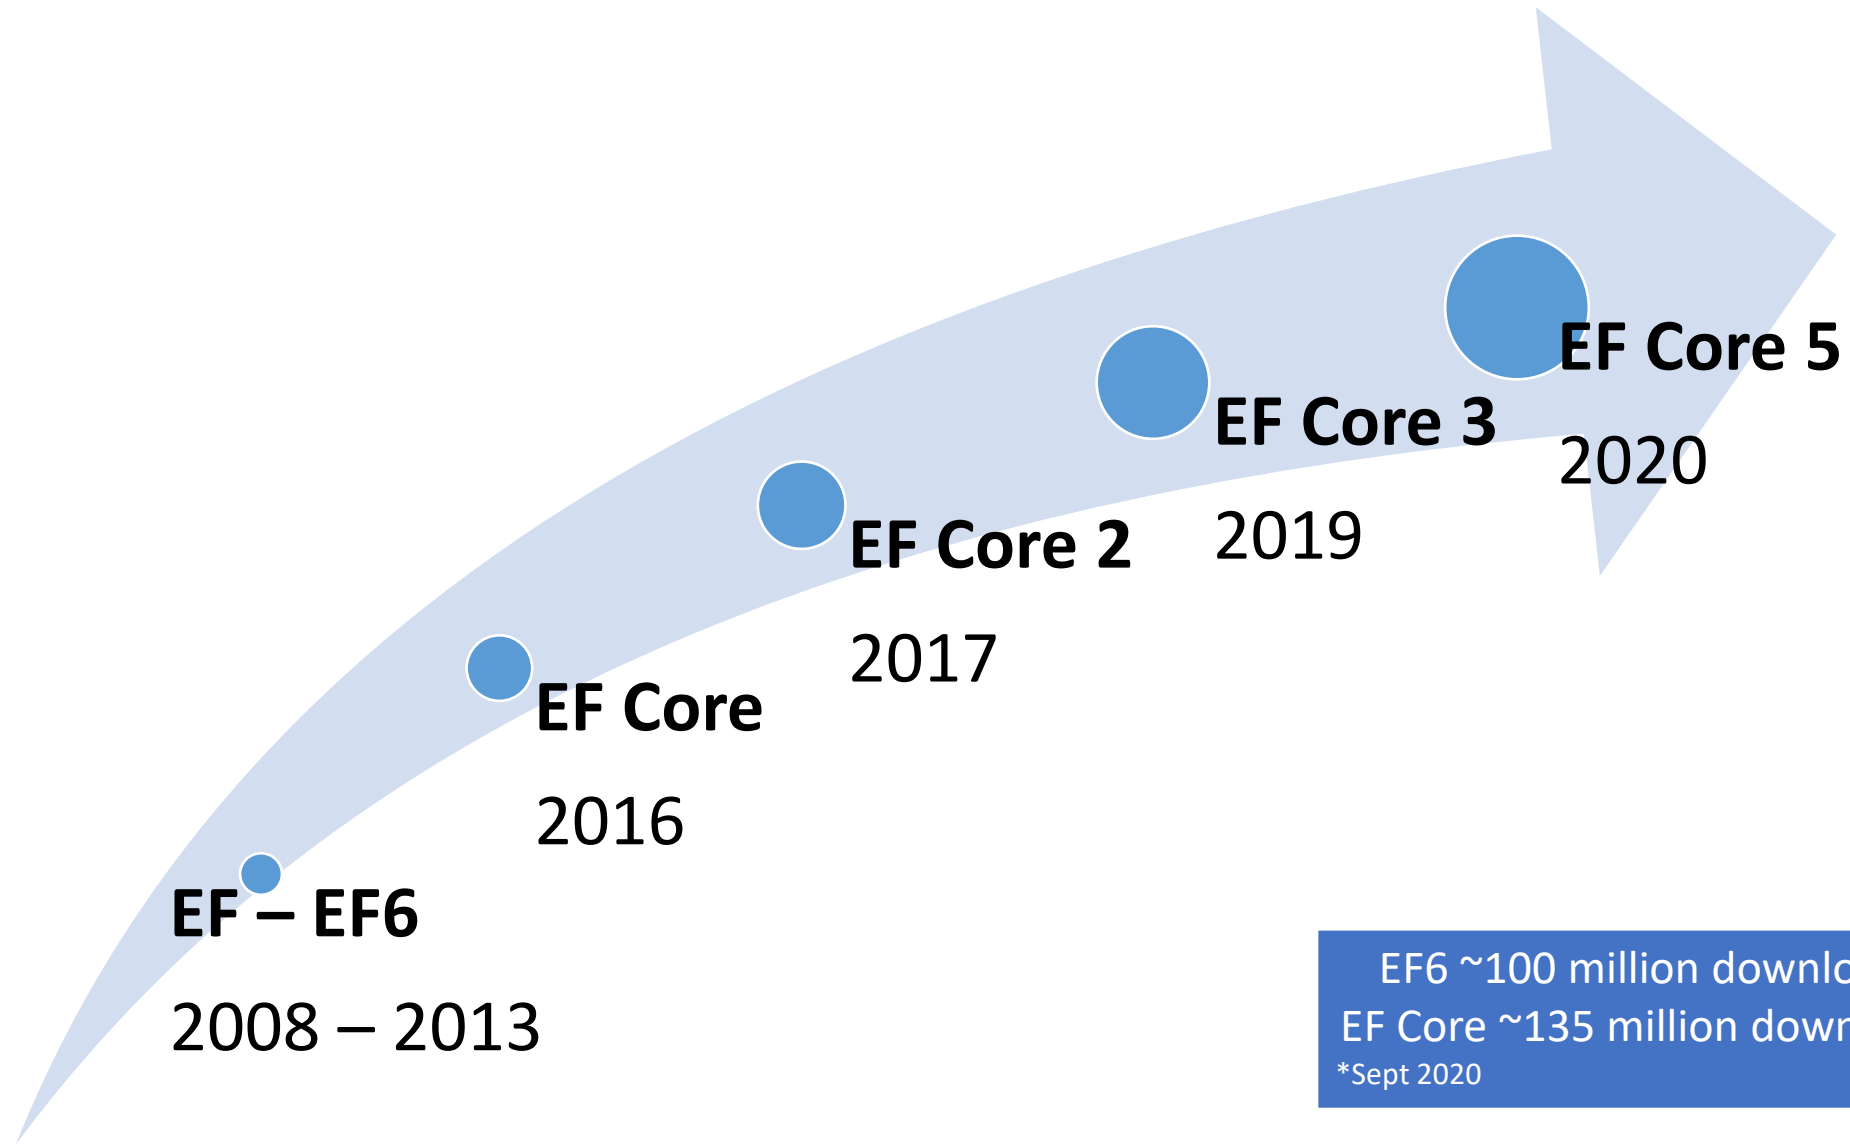 EF – EF6
2008 – 2013
EF Core
2016
EF Core 2
2017
EF Core 3
2019
EF Core 5
2020
EF6 ~100 million
EF Core ~135 million
*Sept 2020